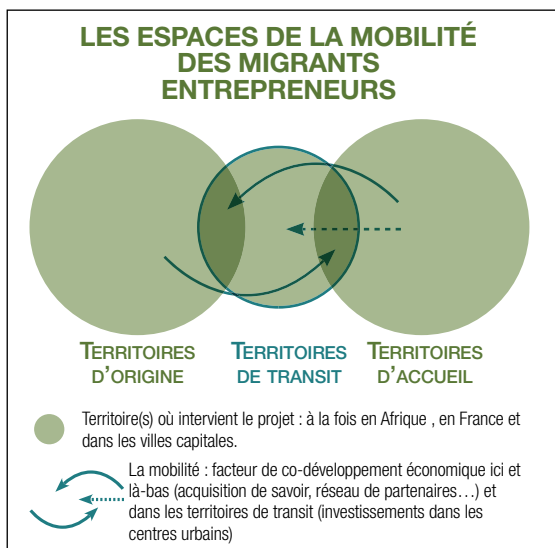 LES ESPACES DE LA MOBILITÉ
DES MIGRANTS
ENTREPRENEURS
TERRITOIRES
D'ORIGINE
TERRITOIRES
DE TRANSIT
TERRITOIRES
D'ACCUEIL
Territoire(s) où intervient le projet : à la fois en Afrique , en France et
dans les villes capitales.
La mobilité : facteur de co-développement économique ici et
là-bas (acquisition de savoir, réseau de partenaires…) et
dans les territoires de transit (investissements dans les
centres urbains)